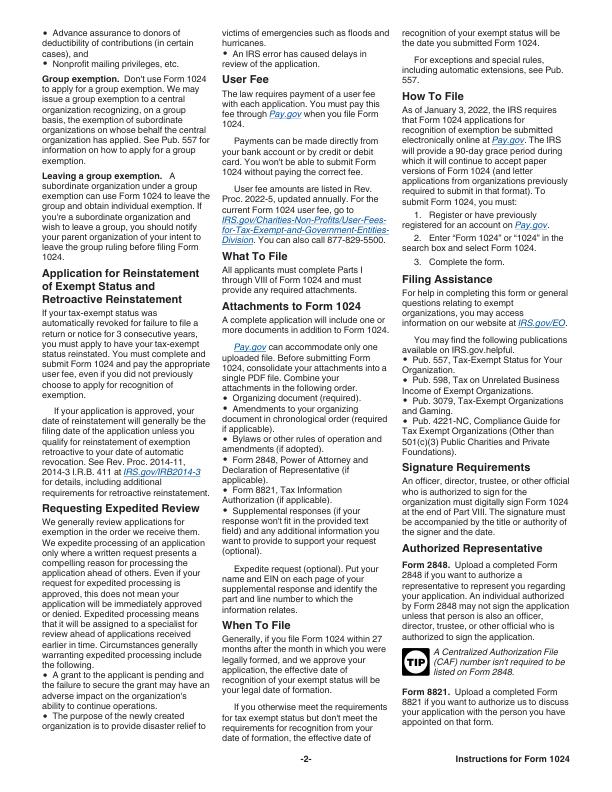 • Advance assurance to donors of
deductibility of contributions (in certain
cases), and
• Nonprofit mailing privileges, etc.
Group exemption. Don't use Form 1024
to apply for a group exemption. We may
issue a group exemption to a central
organization recognizing, on a group
basis, the exemption of subordinate
organizations on whose behalf the central
organization has applied. See Pub. 557 for
information on how to apply for a group
exemption.
Leaving a group exemption. A
subordinate organization under a group
exemption can use Form 1024 to leave the
group and obtain individual exemption. If
you're a subordinate organization and
wish to leave a group, you should notify
your parent organization of your intent to
leave the group ruling before filing Form
1024.
Application for Reinstatement
of Exempt Status and
Retroactive Reinstatement
If your tax-exempt status was
automatically revoked for failure to file a
return or notice for 3 consecutive years,
you must apply to have your tax-exempt
status reinstated. You must complete and
submit Form 1024 and pay the appropriate
user fee, even if you did not previously
choose to apply for recognition of
exemption.
If your application is approved, your
date of reinstatement will generally be the
filing date of the application unless you
qualify for reinstatement of exemption
retroactive to your date of automatic
revocation. See Rev. Proc. 2014-11,
2014-3 I.R.B. 411 at IRS.gov/IRB2014-3
for details, including additional
requirements for retroactive reinstatement.
Requesting Expedited Review
We generally review applications for
exemption in the order we receive them.
We expedite processing of an application
only where a written request presents a
compelling reason for processing the
application ahead of others. Even if your
request for expedited processing is
approved, this does not mean your
application will be immediately approved
or denied. Expedited processing means
that it will be assigned to a specialist for
review ahead of applications received
earlier in time. Circumstances generally
warranting expedited processing include
the following.
• A grant to the applicant is pending and
the failure to secure the grant may have an
adverse impact on the organization's
ability to continue operations.
• The purpose of the newly created
organization is to provide disaster relief to
victims of emergencies such as floods and
hurricanes.
• An IRS error has caused delays in
review of the application.
User Fee
The law requires payment of a user fee
with each application. You must pay this
fee through Pay.gov when you file Form
1024.
Payments can be made directly from
your bank account or by credit or debit
card. You won't be able to submit Form
1024 without paying the correct fee.
User fee amounts are listed in Rev.
Proc. 2022-5, updated annually. For the
current Form 1024 user fee, go to
IRS.gov/Charities-Non-Profits/User-Fees-
for-Tax-Exempt-and-Government-Entities-
Division. You can also call 877-829-5500.
What To File
All applicants must complete Parts I
through VIII of Form 1024 and must
provide any required attachments.
Attachments to Form 1024
A complete application will include one or
more documents in addition to Form 1024.
Pay.gov can accommodate only one
uploaded file. Before submitting Form
1024, consolidate your attachments into a
single PDF file. Combine your
attachments in the following order.
• Organizing document (required).
• Amendments to your organizing
document in chronological order (required
if applicable).
• Bylaws or other rules of operation and
amendments (if adopted).
• Form 2848, Power of Attorney and
Declaration of Representative (if
applicable).
• Form 8821, Tax Information
Authorization (if applicable).
• Supplemental responses (if your
response won't fit in the provided text
field) and any additional information you
want to provide to support your request
(optional).
Expedite request (optional). Put your
name and EIN on each page of your
supplemental response and identify the
part and line number to which the
information relates.
When To File
Generally, if you file Form 1024 within 27
months after the month in which you were
legally formed, and we approve your
application, the effective date of
recognition of your exempt status will be
your legal date of formation.
If you otherwise meet the requirements
for tax exempt status but don't meet the
requirements for recognition from your
date of formation, the effective date of
recognition of your exempt status will be
the date you submitted Form 1024.
For exceptions and special rules,
including automatic extensions, see Pub.
557.
How To File
As of January 3, 2022, the IRS requires
that Form 1024 applications for
recognition of exemption be submitted
electronically online at Pay.gov. The IRS
will provide a 90-day grace period during
which it will continue to accept paper
versions of Form 1024 (and letter
applications from organizations previously
required to submit in that format). To
submit Form 1024, you must:
1. Register or have previously
registered for an account on Pay.gov.
2. Enter “Form 1024” or “1024” in the
search box and select Form 1024.
3. Complete the form.
Filing Assistance
For help in completing this form or general
questions relating to exempt
organizations, you may access
information on our website at IRS.gov/EO.
You may find the following publications
available on IRS.gov.helpful.
• Pub. 557, Tax-Exempt Status for Your
Organization.
• Pub. 598, Tax on Unrelated Business
Income of Exempt Organizations.
• Pub. 3079, Tax-Exempt Organizations
and Gaming.
• Pub. 4221-NC, Compliance Guide for
Tax Exempt Organizations (Other than
501(c)(3) Public Charities and Private
Foundations).
Signature Requirements
An officer, director, trustee, or other official
who is authorized to sign for the
organization must digitally sign Form 1024
at the end of Part VIII. The signature must
be accompanied by the title or authority of
the signer and the date.
Authorized Representative
Form 2848. Upload a completed Form
2848 if you want to authorize a
representative to represent you regarding
your application. An individual authorized
by Form 2848 may not sign the application
unless that person is also an officer,
director, trustee, or other official who is
authorized to sign the application.
TIP
A Centralized Authorization File
(CAF) number isn't required to be
listed on Form 2848.
Form 8821. Upload a completed Form
8821 if you want to authorize us to discuss
your application with the person you have
appointed on that form.
-2-
Instructions for Form 1024